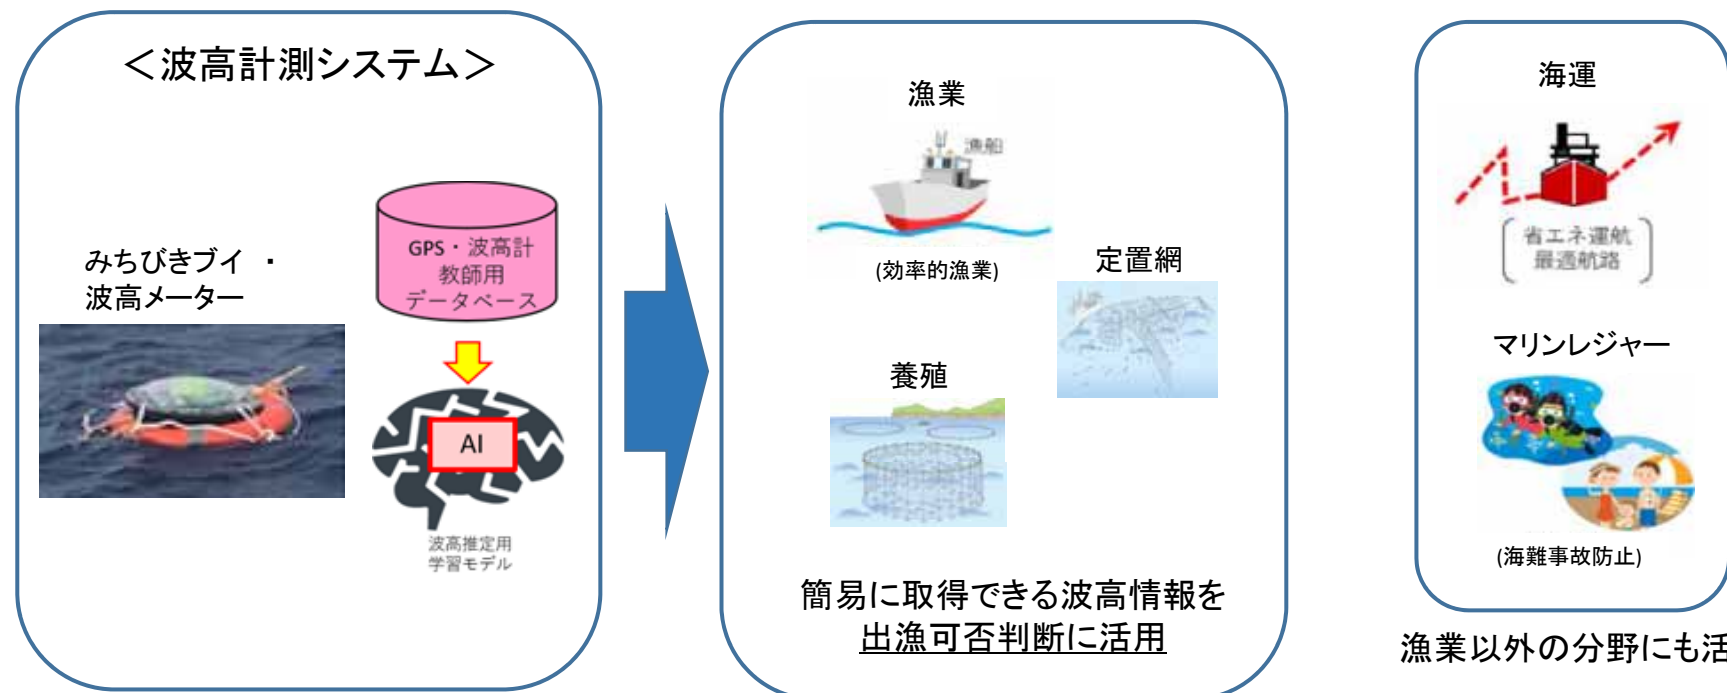 ＜波高計測システム＞
みちびきブイ ・
波高メーター
GPS・波高計
教師用
データベース
AI
波高推定用
学習モデル
漁業
漁船
(効率的漁業)
定置網
養殖
簡易に取得できる波高情報を
出漁可否判断に活用
海運
省エネ運航
最適航路
マリンレジャー
(海難事故防止)
漁業以外の分野にも活